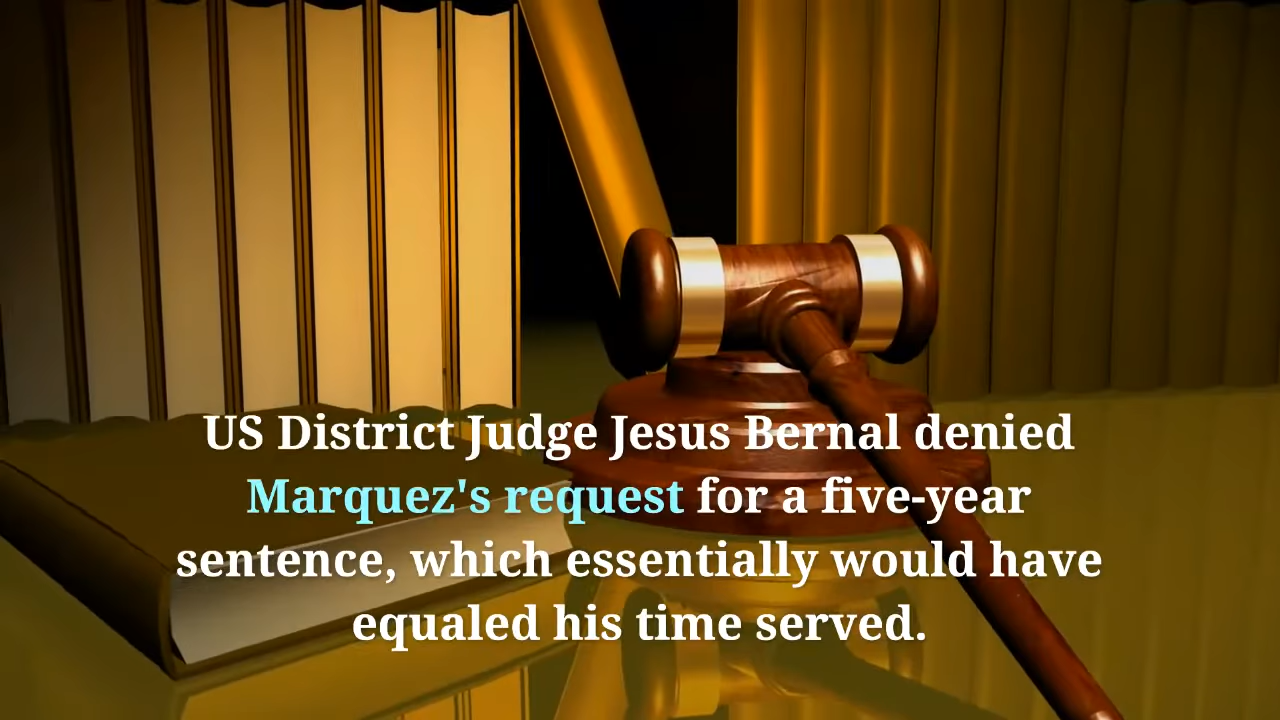 US District Judge Jesus Bernal denied
Marquez's request for a five-year
sentence, which essentially would have
equaled his time served.